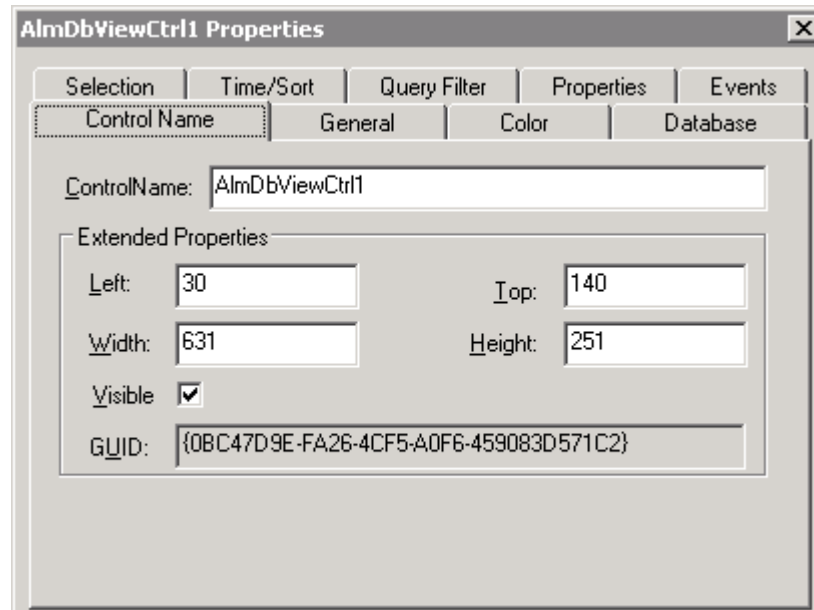 AlmDbViewCtrl1 Properties
Selection Time/Sort Query Filter Properties Events
Control Name General Color Database
ControlName: AlmDbViewCtrl1
Extended Properties
Left: 30 Top: 140
Width: 631 Height: 251
Visible
GUID: {0BC47D9E-FA26-4CF5-A0F6-459083D571C2}